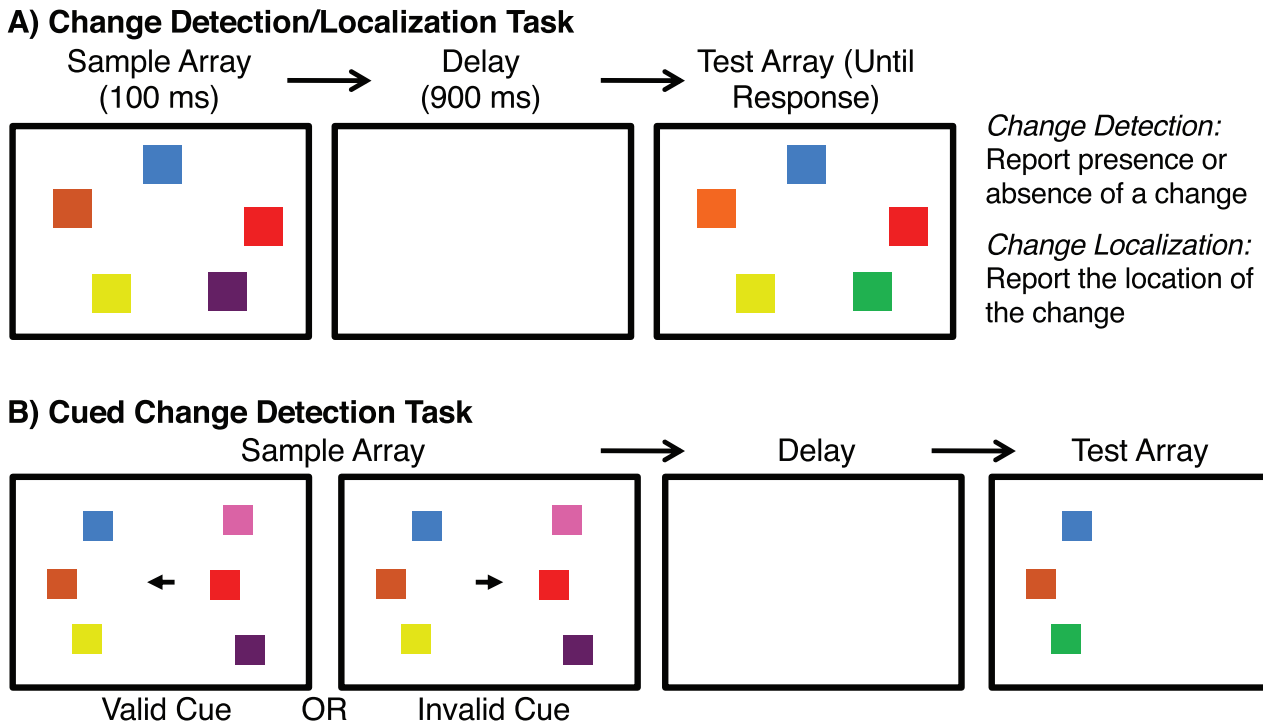 A) Change Detection/Localization Task
Sample Array
(100 ms)
Delay
(900 ms)
Test Array (Until
Response)
Change Detection:
Report presence or
absence of a change
Change Localization:
Report the location of
the change
B) Cued Change Detection Task
Sample Array
Delay
Test Array
Valid Cue
OR
Invalid Cue